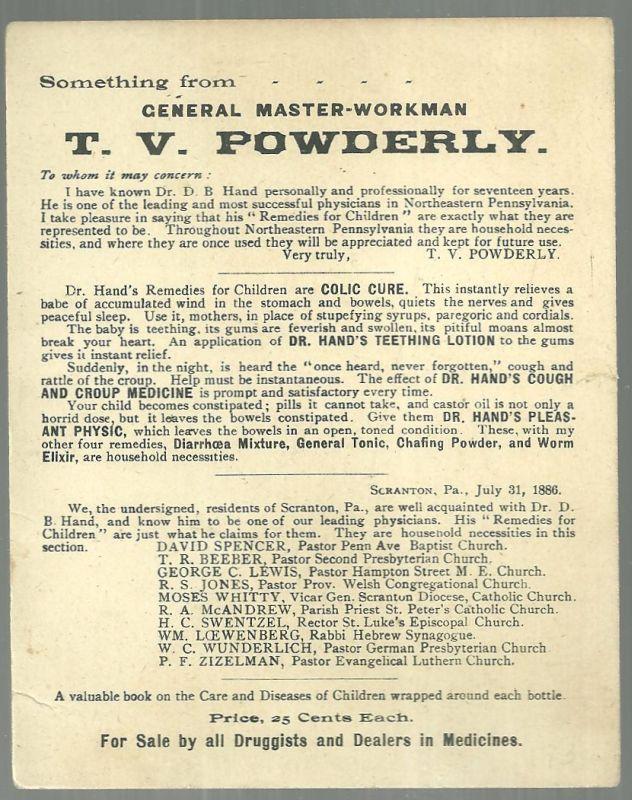 Something from - - - -
GENERAL MASTER-WORKMAN
T. V. POWDERLY.
To whom it may concern:
I have known Dr. D. B Hand personally and professionally for seventeen years.
He is one of the leading and most successful physicians in Northeastern Pennsylvania.
I take pleasure in saying that his "Remedies for Children" are exactly what they are
represented to be. Throughout Northeastern Pennsylvania they are household neces-
sities, and where they are once used they will be appreciated and kept for future use.
Very truly, T. V. POWDERLY.
Dr. Hand's Remedies for Children are COLIC CURE. This instantly relieves a
babe of accumulated wind in the stomach and bowels, quiets the nerves and gives
peaceful sleep. Use it, mothers, in place of stupefying syrups, paregoric and cordials.
The baby is teething, its gums are feverish and swollen, its pitiful moans almost
break your heart. An application of DR. HAND'S TEETHING LOTION to the gums
gives it instant relief.
Suddenly, in the night, is heard the "once heard, never forgotten," cough and
rattle of the croup. Help must be instantaneous. The effect of DR. HAND'S COUGH
AND CROUP MEDICINE is prompt and satisfactory every time.
Your child becomes constipated; pills it cannot take, and castor oil is not only a
horrid dose, but it leaves the bowels constipated. Give them DR. HAND'S PLEAS-
ANT PHYSIC, which leaves the bowels in an open, toned condition. These, with my
other four remedies, Diarrhœa Mixture, General Tonic, Chafing Powder, and Worm
Elixir, are household necessities.
SCRANTON, Pa., July 31, 1886.
We, the undersigned, residents of Scranton, Pa., are well acquainted with Dr. D.
B. Hand, and know him to be one of our leading physicians. His "Remedies for
Children" are just what he claims for them. They are household necessities in this
section. DAVID SPENCER, Pastor Penn Ave Baptist Church.
T. R. BEEBER, Pastor Second Presbyterian Church.
GEORGE C. LEWIS, Pastor Hampton Street M. E. Church.
R. S. JONES, Pastor Prov. Welsh Congregational Church.
MOSES WHITTY, Vicar Gen. Scranton Diocese, Catholic Church.
R. A. McANDREW, Parish Priest St. Peter's Catholic Church.
H. C. SWENTZEL, Rector St. Luke's Episcopal Church.
WM. LŒWENBERG, Rabbi Hebrew Synagogue.
W. C. WUNDERLICH, Pastor German Presbyterian Church
P. F. ZIZELMAN, Pastor Evangelical Luthern Church.
A valuable book on the Care and Diseases of Children wrapped around each bottle.
Price, 25 Cents Each.
For Sale by all Druggists and Dealers in Medicines.